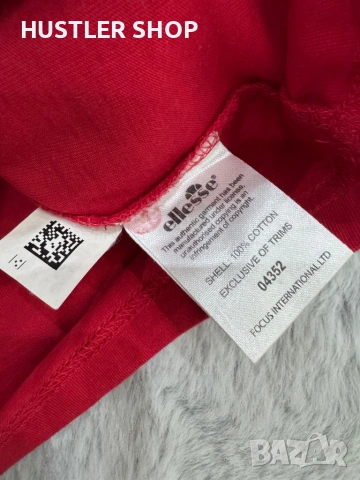 HUSTLER SHOP
ellesse
This authentic garment has been
manufactured under license.
unauthorised copying is an
infringement of copyright.
SHELL: 100% COTTON
EXCLUSIVE OF TRIMS
04352
FOCUS INTERNATIONAL LTD
BAZAR